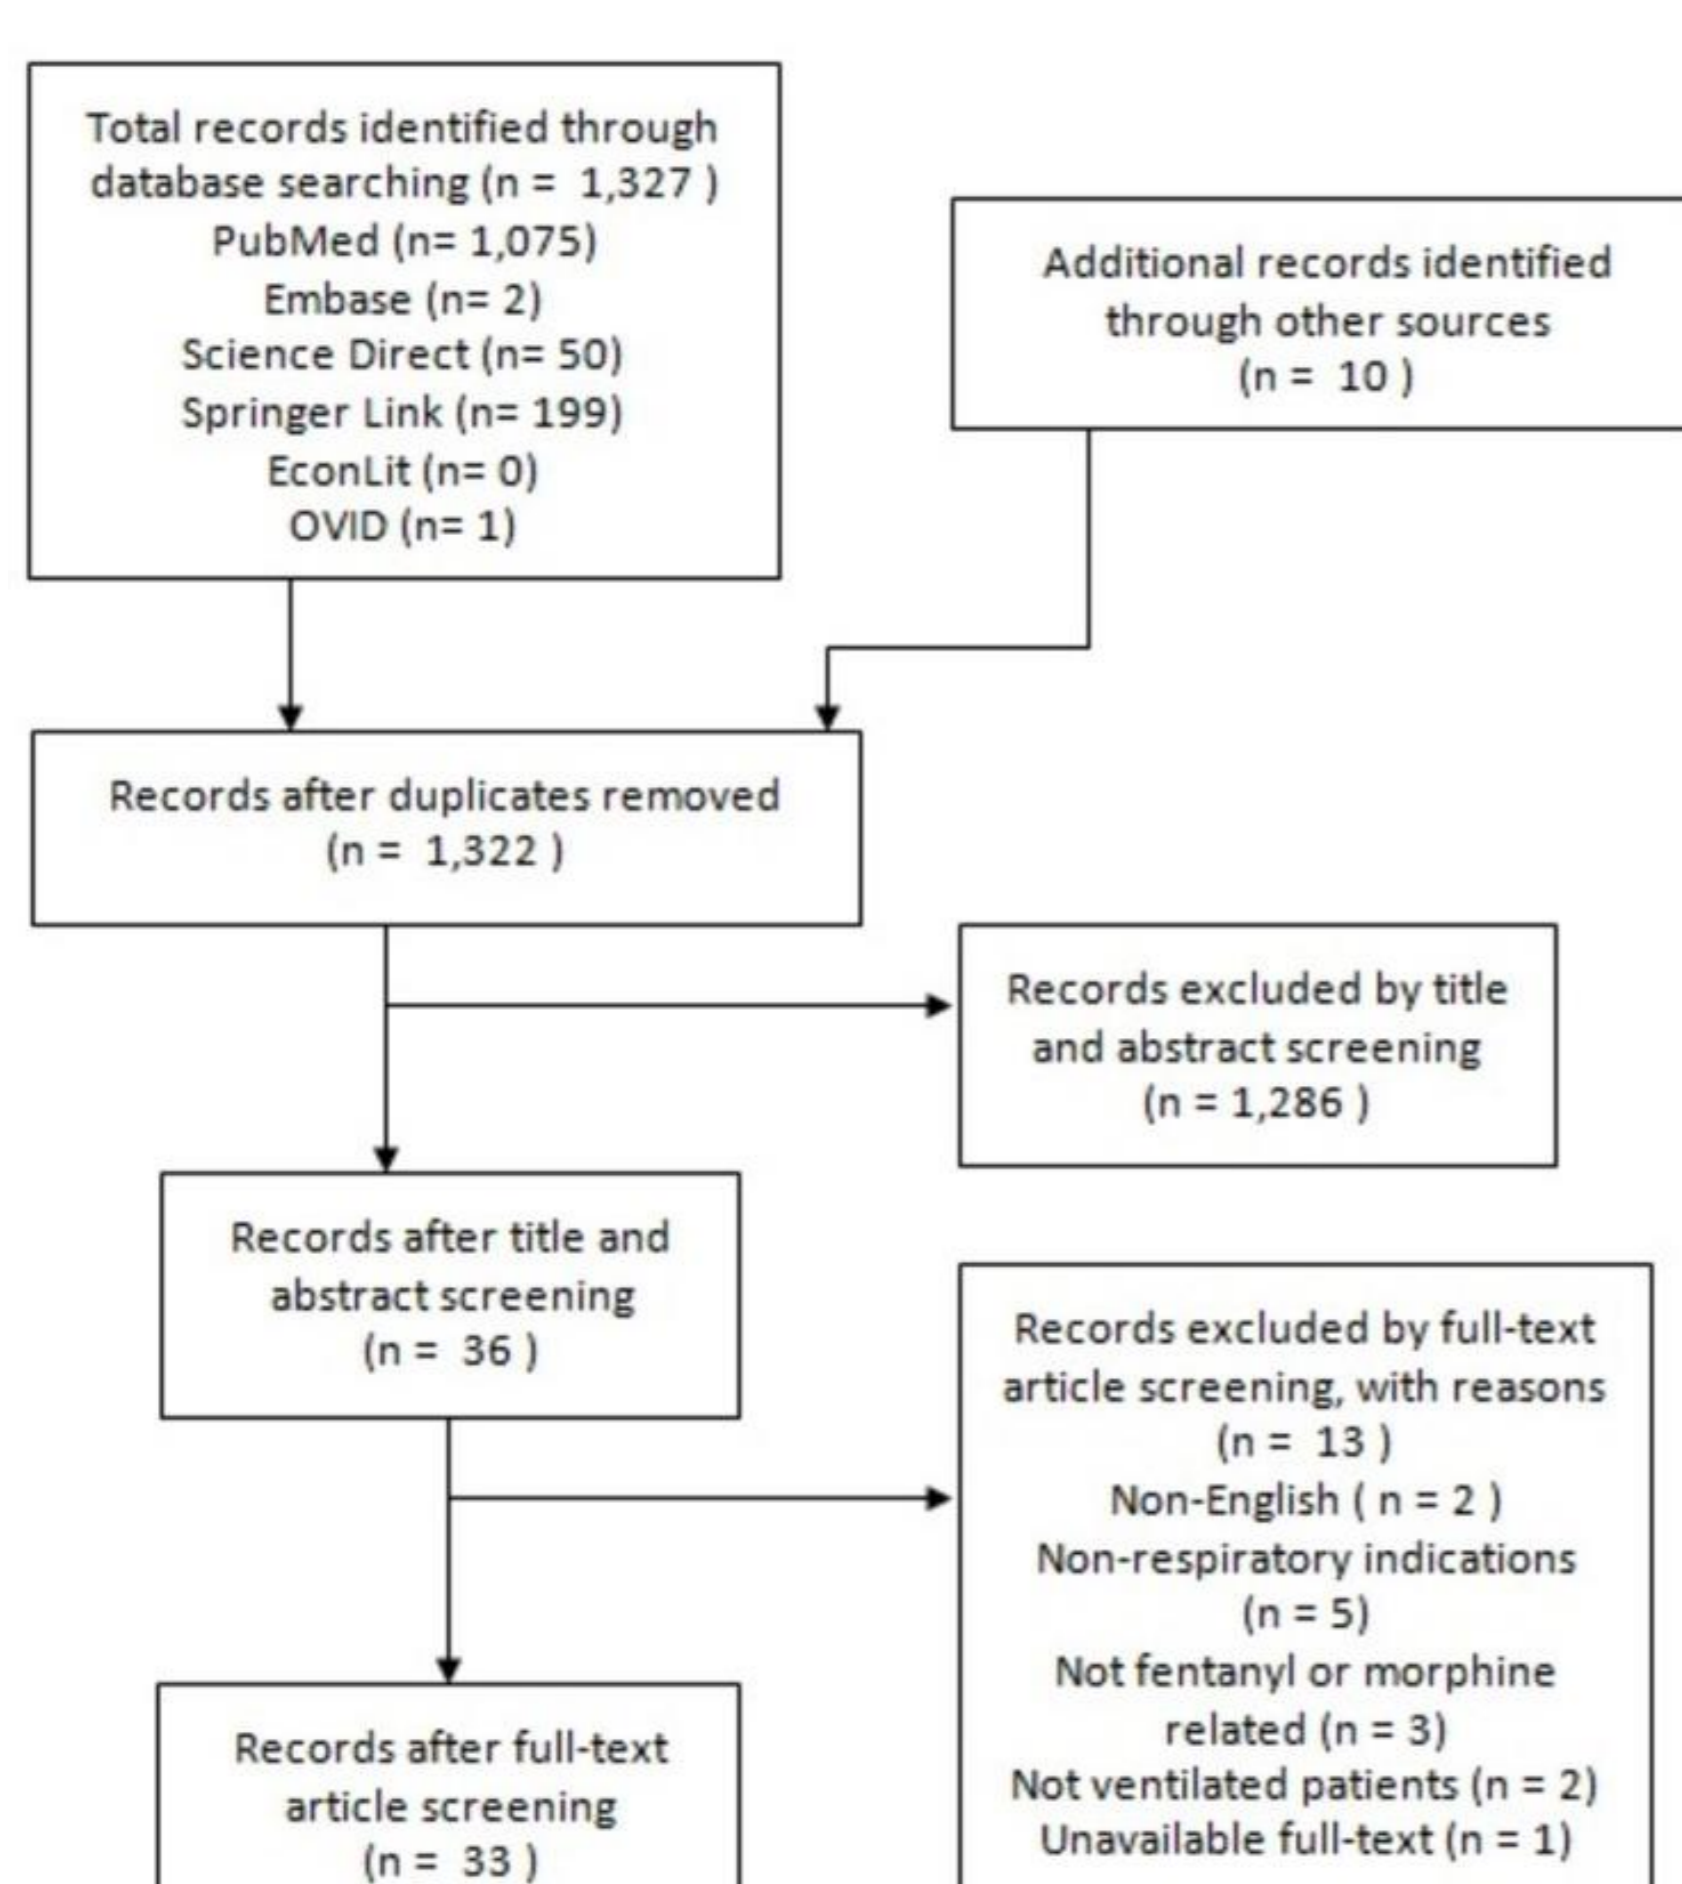 Total records identified through
database searching (n =  1,327 )
PubMed (n= 1,075)
Embase (n= 2)
Science Direct (n= 50)
Springer Link (n= 199)
EconLit (n= 0)
OVID (n= 1)
Additional records identified
through other sources
(n =  10 )
Records after duplicates removed
(n =  1,322 )
Records excluded by title
and abstract screening
(n = 1,286 )
Records after title and
abstract screening
(n =  36 )
Records excluded by full-text
article screening, with reasons
(n =  13 )
Non-English ( n = 2 )
Non-respiratory indications
(n = 5)
Not fentanyl or morphine
related (n = 3)
Not ventilated patients (n = 2)
Unavailable full-text (n = 1)
Records after full-text
article screening
(n =  33 )